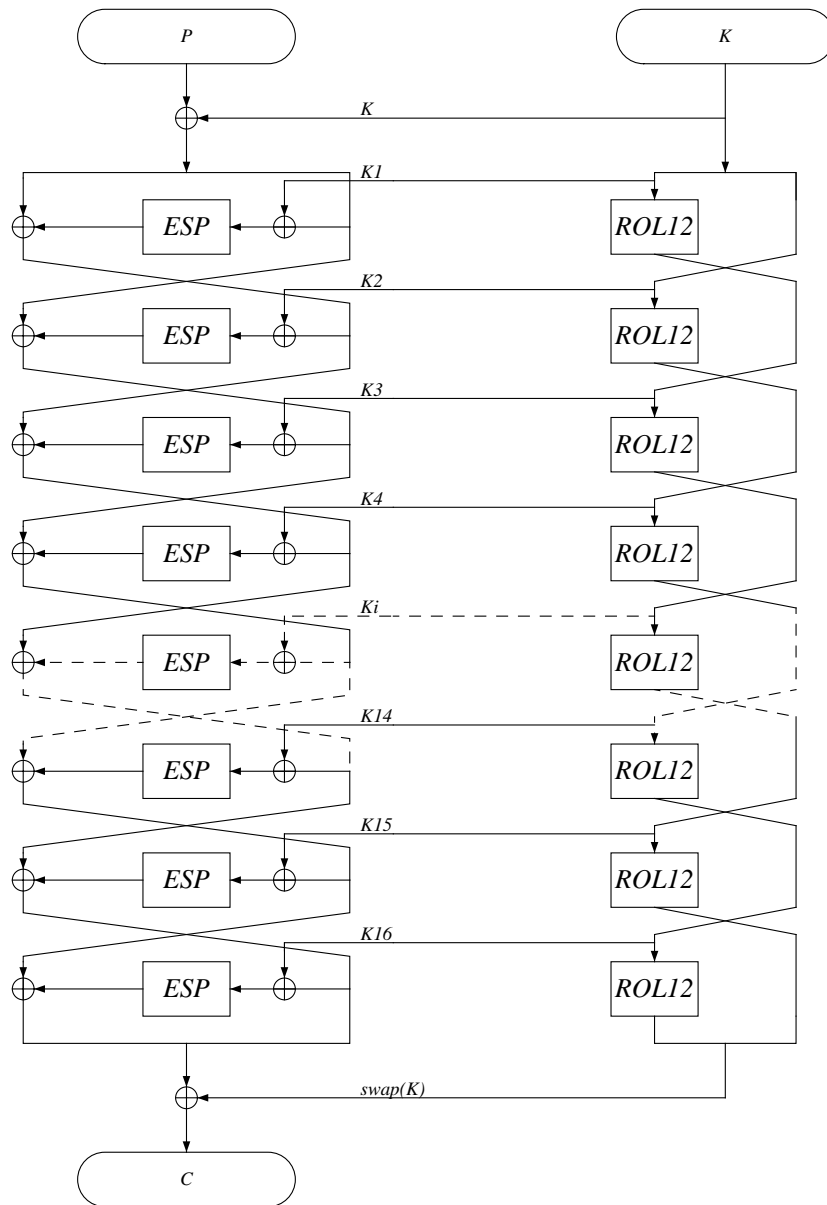 P
K
K
K1
ESP
ROL12
K2
ESP
ROL12
K3
ESP
ROL12
K4
ESP
ROL12
Ki
ESP
ROL12
K14
ESP
ROL12
K15
ESP
ROL12
K16
ESP
ROL12
swap(K)
C